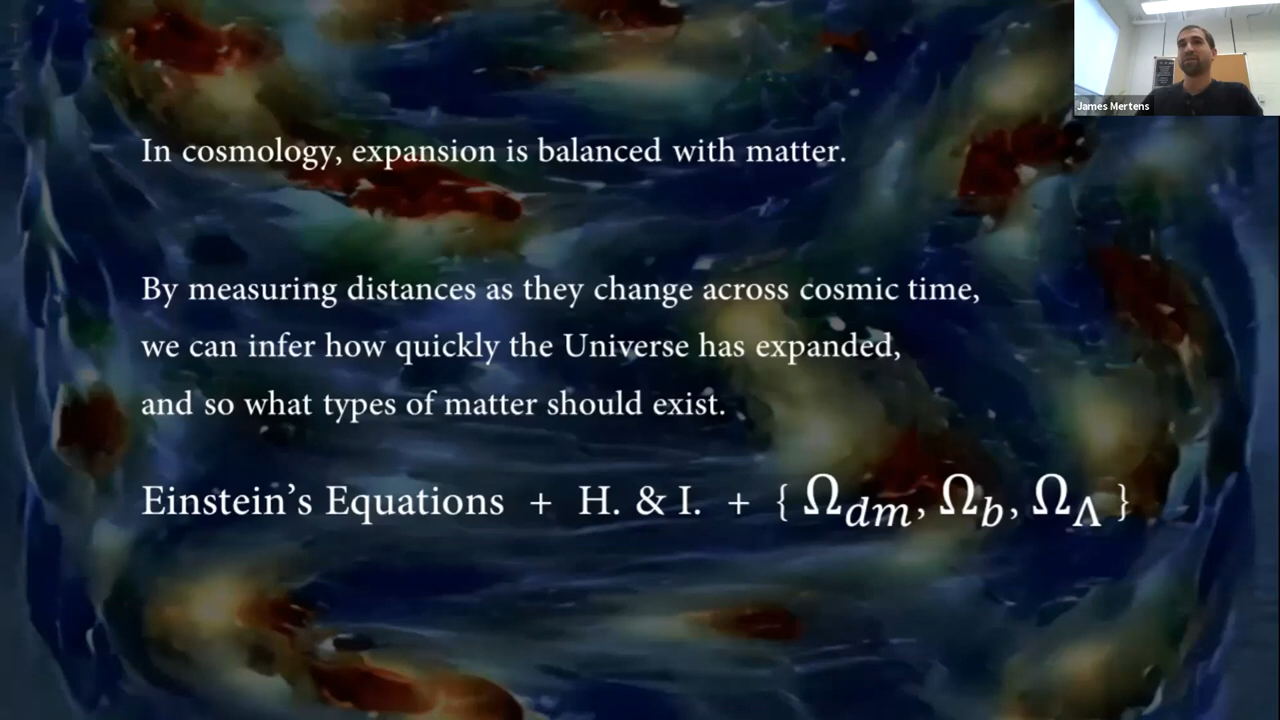 James Mertens
In cosmology, expansion is balanced with matter.
By measuring distances as they change across cosmic time,
we can infer how quickly the Universe has expanded,
and so what types of matter should exist.
Einstein’s Equations + H. & I. + { Ω_dm, Ω_b, Ω_Λ }